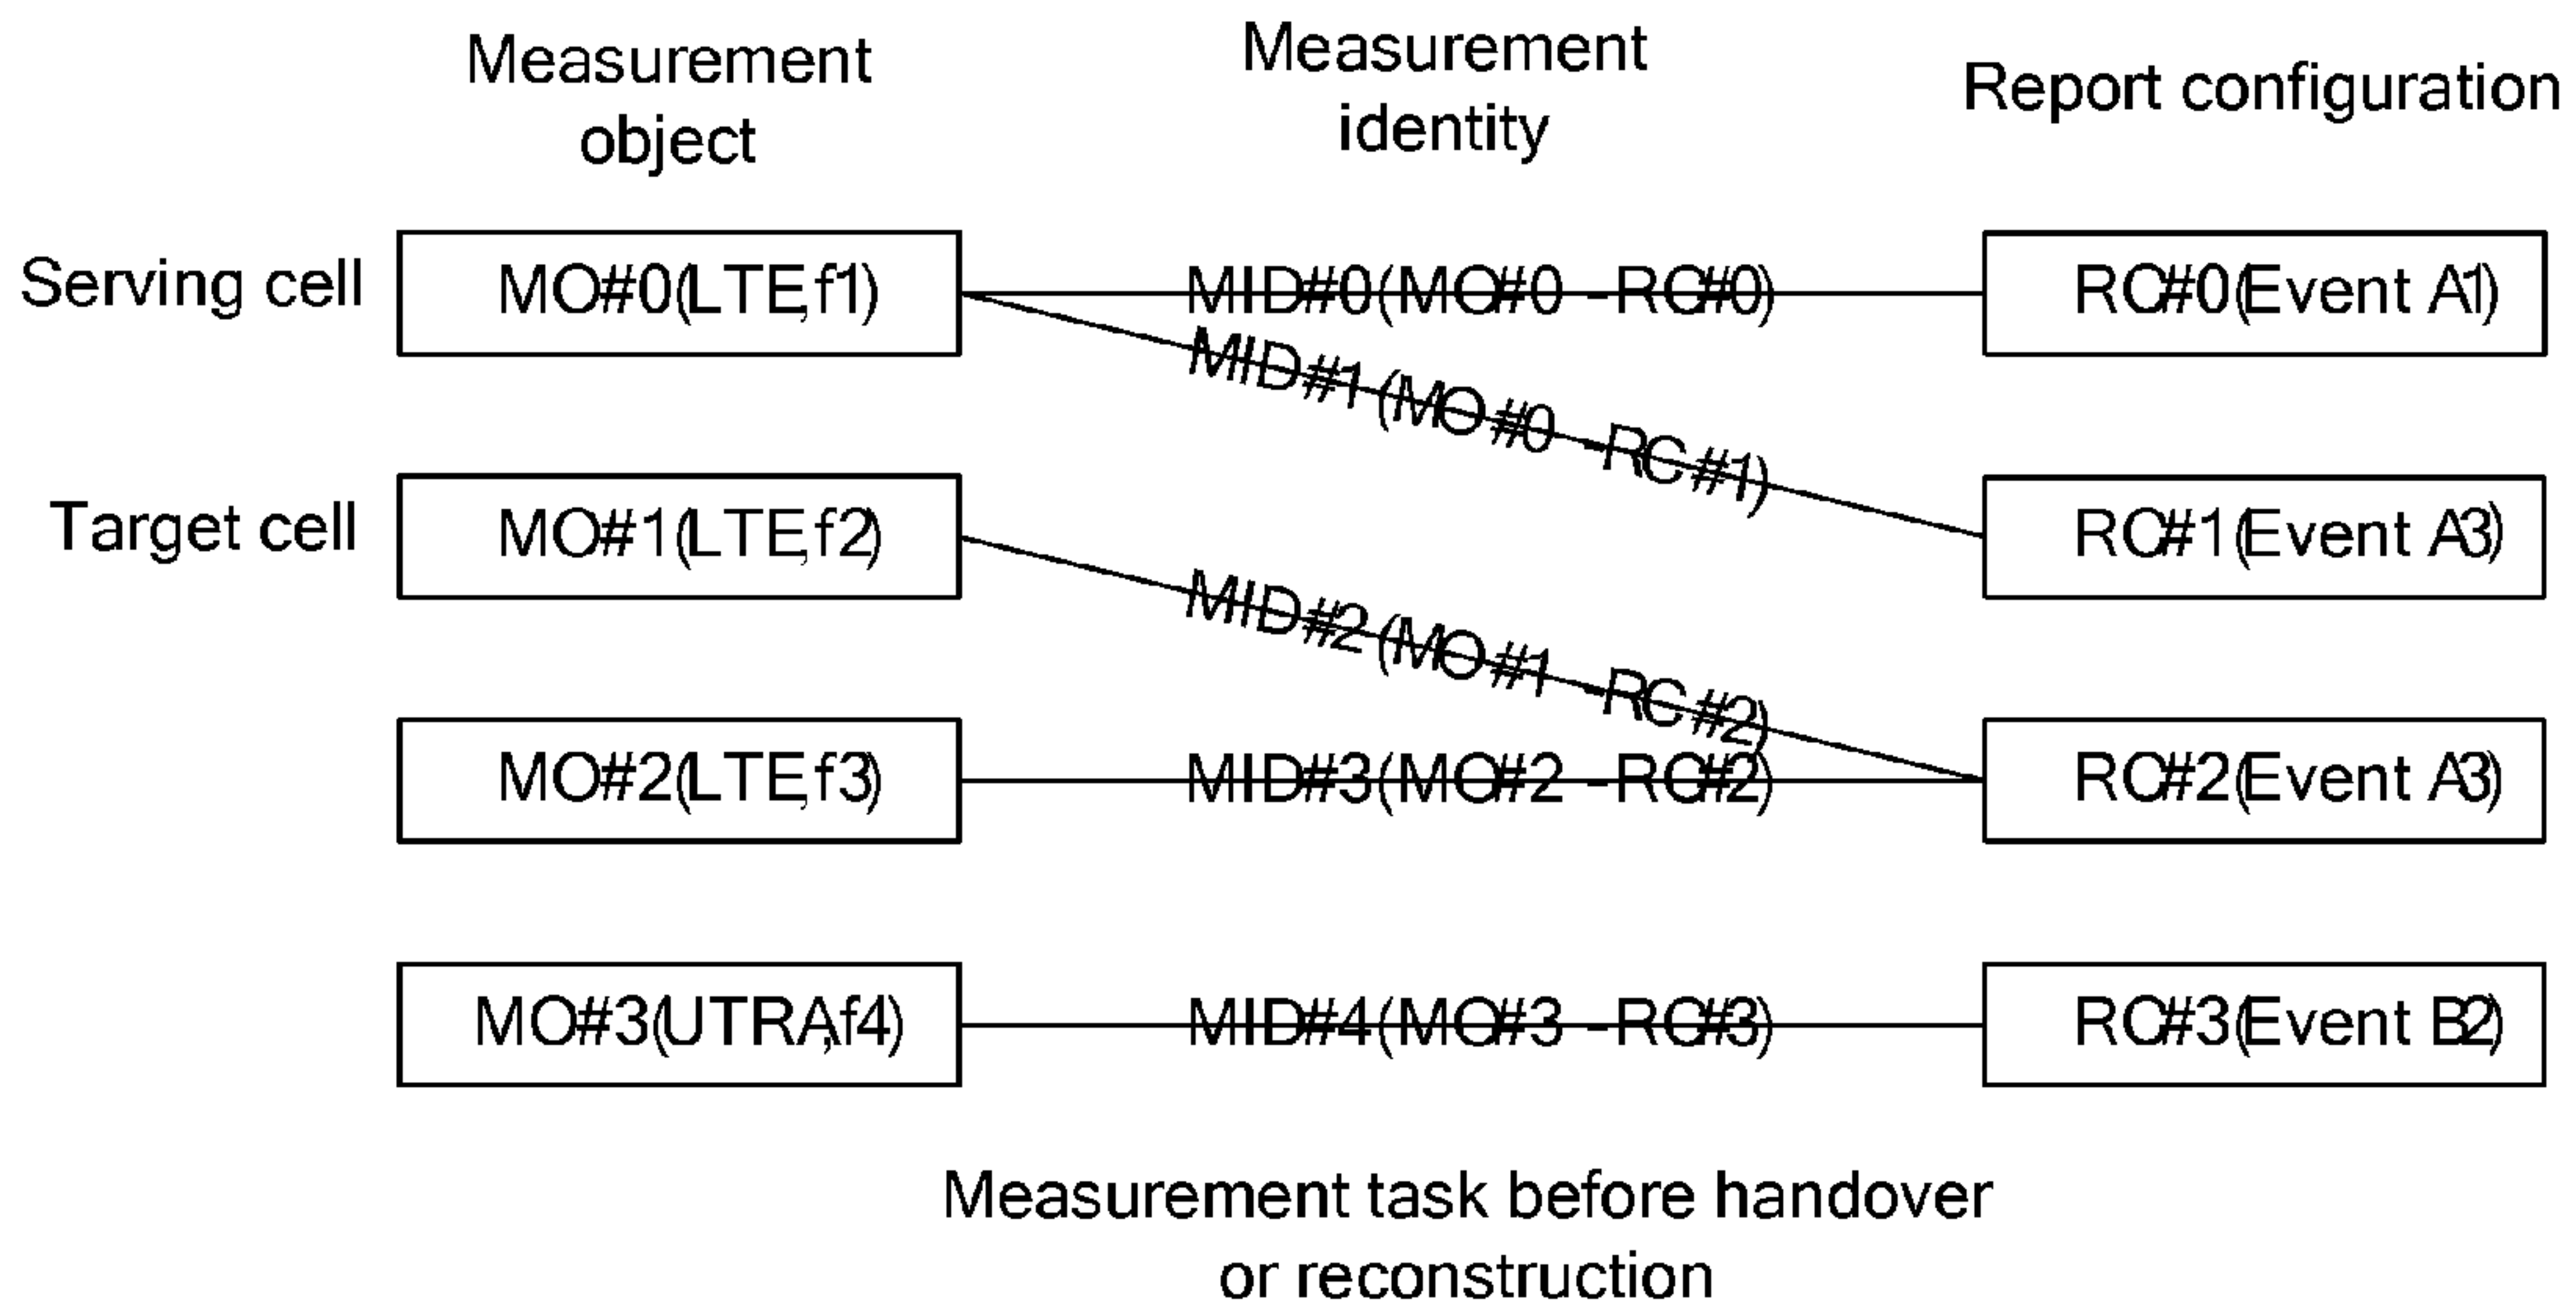 Measurement
object
Measurement
identity
Report configuration
Serving cell
MO#0(LTE,f1)
MID#0(MO#0 -RC#0)
RC#0(Event A1)
MID#1(MO#0 -RC#1)
Target cell
MO#1(LTE,f2)
RC#1(Event A3)
MID#2(MO#1 -RC#2)
MO#2(LTE,f3)
MID#3(MO#2 -RC#2)
RC#2(Event A3)
MO#3(UTRA,f4)
MID#4(MO#3 -RC#3)
RC#3(Event B2)
Measurement task before handover
or reconstruction